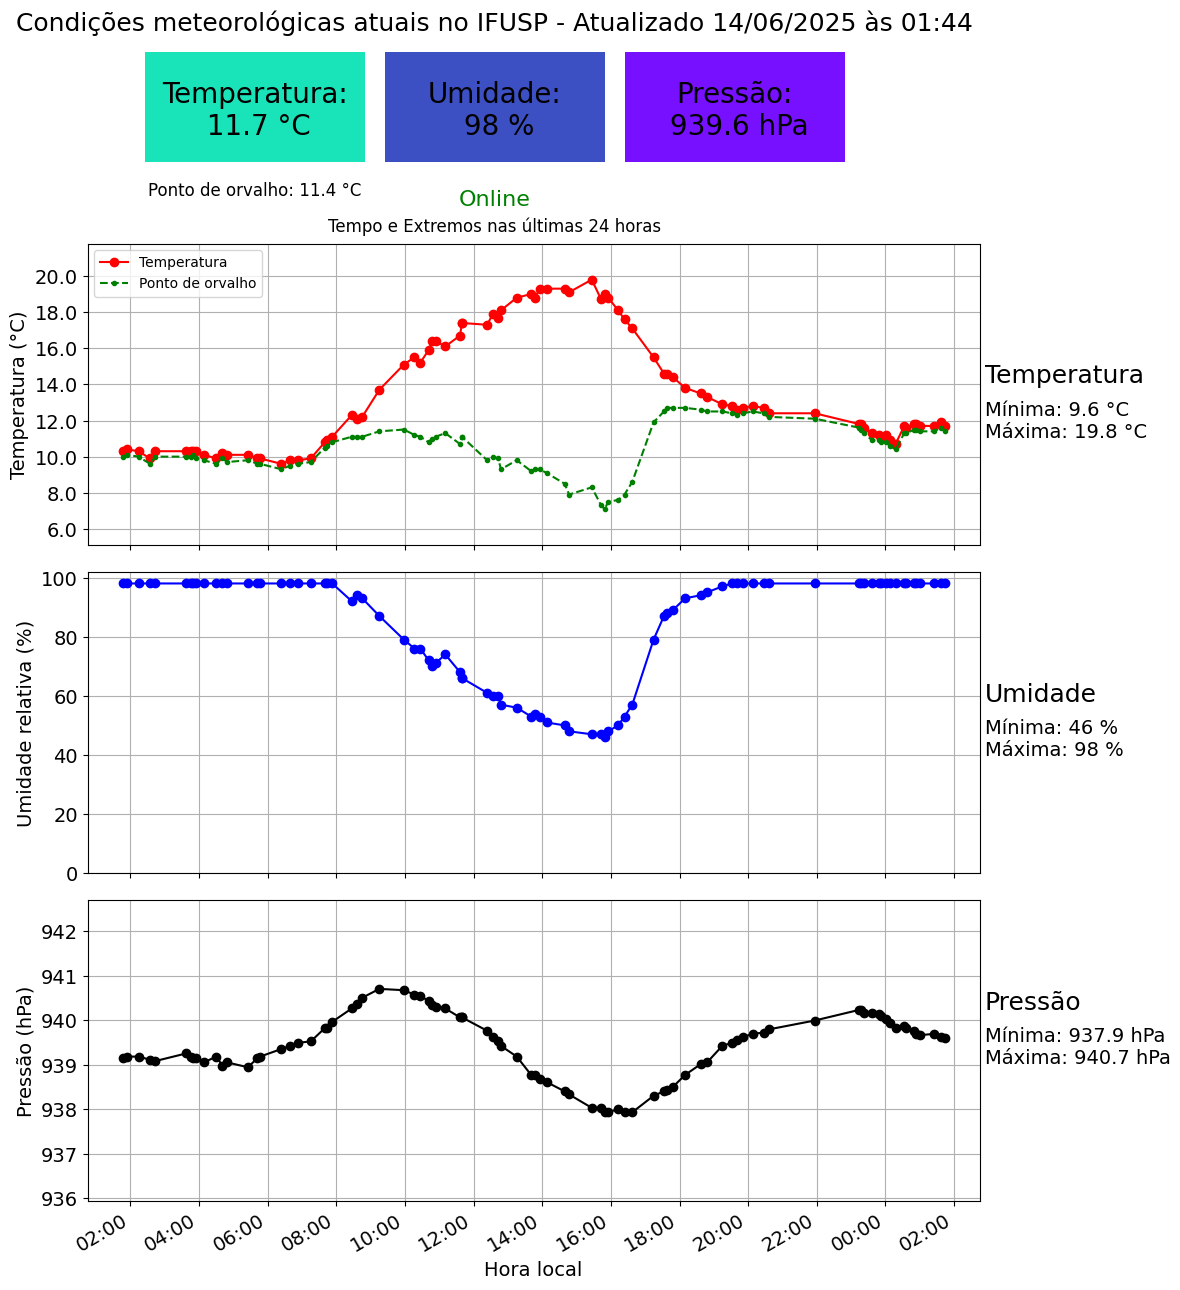 Condições meteorológicas atuais no IFUSP - Atualizado 14/06/2025 às 01:44
Temperatura:
11.7 °C
Umidade:
98 %
Pressão:
939.6 hPa
Ponto de orvalho: 11.4 °C
Online
Tempo e Extremos nas últimas 24 horas
Temperatura
Ponto de orvalho
Temperatura (°C)
20.0
18.0
16.0
14.0
12.0
10.0
8.0
6.0
Temperatura
Mínima: 9.6 °C
Máxima: 19.8 °C
Umidade relativa (%)
100
80
60
40
20
0
Umidade
Mínima: 46 %
Máxima: 98 %
Pressão (hPa)
942
941
940
939
938
937
936
Pressão
Mínima: 937.9 hPa
Máxima: 940.7 hPa
02:00 04:00 06:00 08:00 10:00 12:00 14:00 16:00 18:00 20:00 22:00 00:00 02:00
Hora local